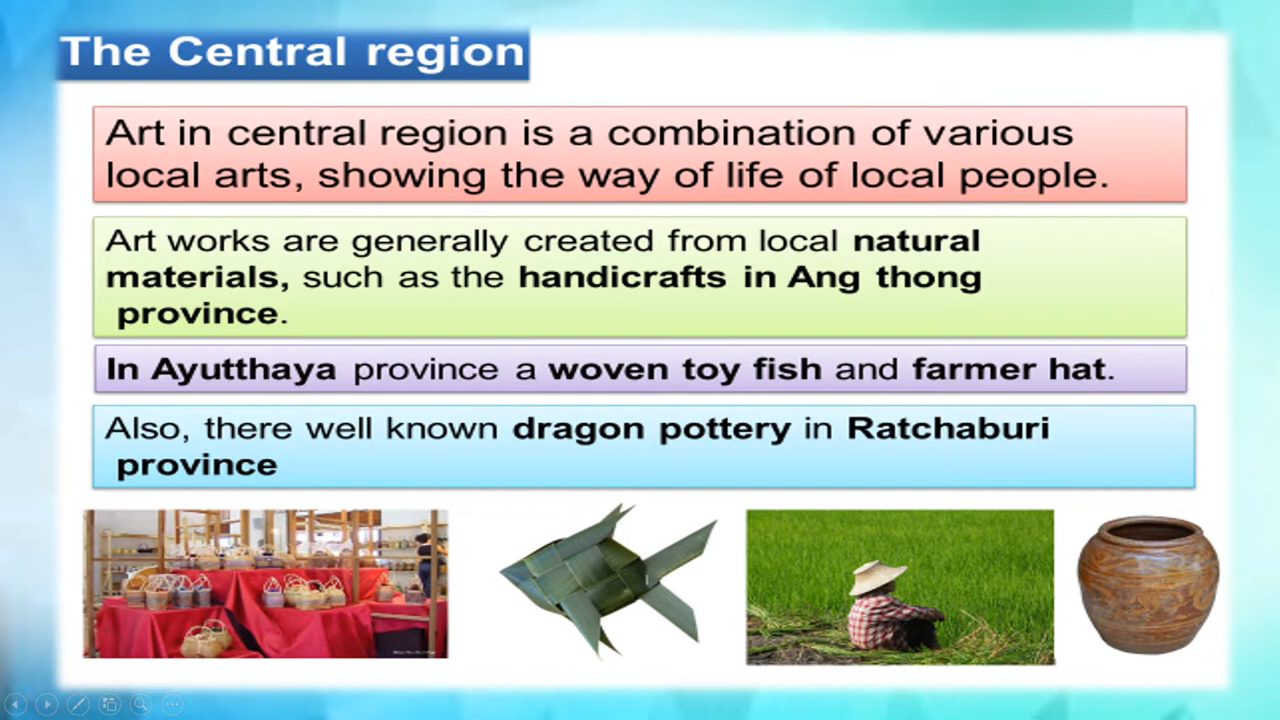 The Central region
Art in central region is a combination of various
local arts, showing the way of life of local people.
Art works are generally created from local natural
materials, such as the handicrafts in Ang thong
province.
In Ayutthaya province a woven toy fish and farmer hat.
Also, there well known dragon pottery in Ratchaburi
province